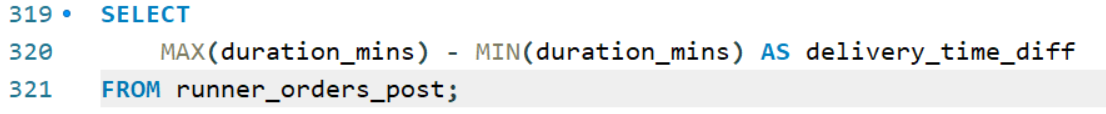 319 SELECT
320 MAX(duration_mins) - MIN(duration_mins) AS delivery_time_diff
321 FROM runner_orders_post;